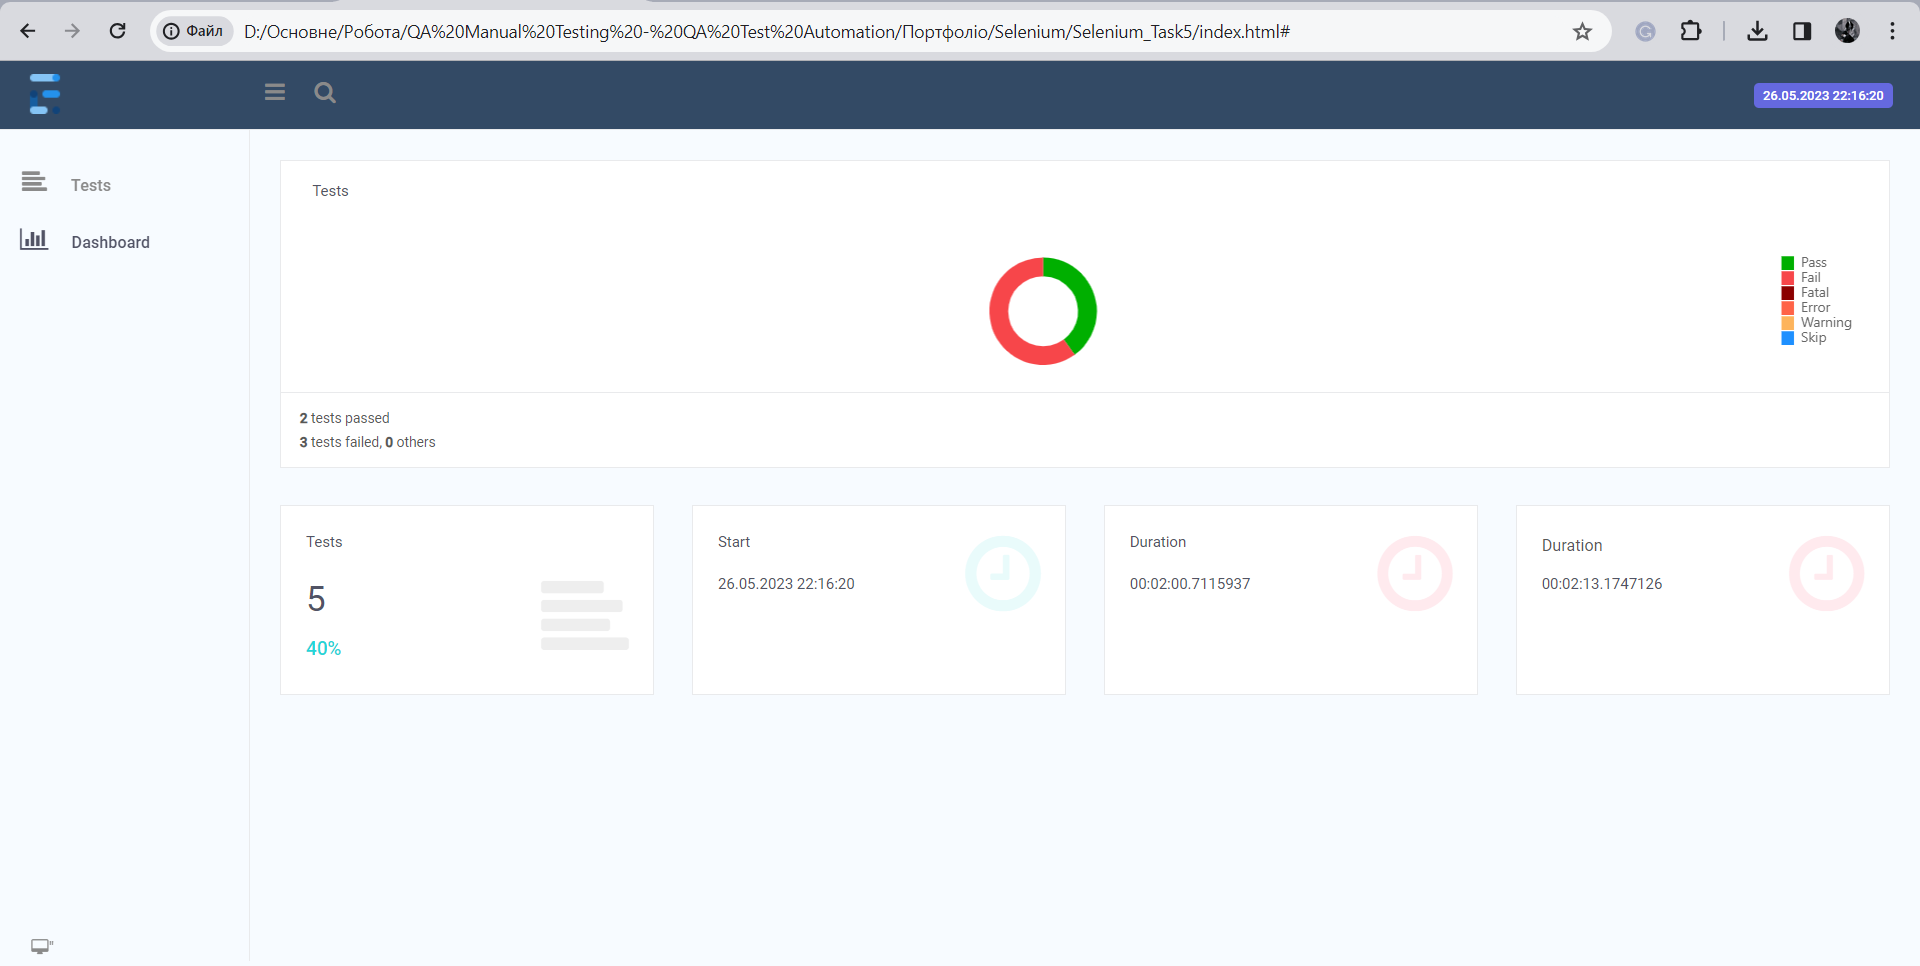 Файл D:/Основне/Робота/QA%20Manual%20Testing%20-%20QA%20Test%20Automation/Портфоліо/Selenium/Selenium_Task5/index.html#
26.05.2023 22:16:20
Tests
Dashboard
Tests
Pass
Fail
Fatal
Error
Warning
Skip
2 tests passed
3 tests failed, 0 others
Tests
5
40%
Start
26.05.2023 22:16:20
Duration
00:02:00.7115937
Duration
00:02:13.1747126
"